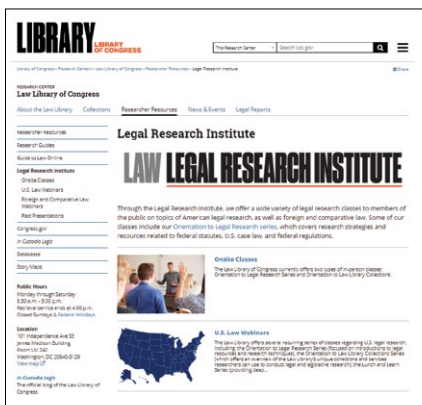 LIBRARY
LIBRARY
OF CONGRESS
This Research Center
Search Loc.gov
Library of Congress › Research Centers › Law Library of Congress › Researcher Resources › Legal Research Institute
Share
RESEARCH CENTER
Law Library of Congress
About the Law Library
Collections
Researcher Resources
News & Events
Legal Reports
Researcher Resources
Research Guides
Guide to Law Online
Legal Research Institute
Onsite Classes
U.S. Law Webinars
Foreign and Comparative Law
Webinars
Past Presentations
Congress.gov
In Custodia Legis
Databases
Story Maps
Public Hours
Monday through Saturday
8:30 a.m. - 5:00 p.m.
Retrieval service ends at 4:00 p.m.
Closed Sundays & Federal Holidays
Location
101 Independence Ave SE
James Madison Building
Room LM 242
Washington, DC 20540-3129
View map
In Custodia Legis
The official blog of the Law Library of
Congress
Legal Research Institute
LAW LEGAL RESEARCH INSTITUTE
Through the Legal Research Institute, we offer a wide variety of legal research classes to members of
the public on topics of American legal research, as well as foreign and comparative law. Some of our
classes include our Orientation to Legal Research series, which covers research strategies and
resources related to federal statutes, U.S. case law, and federal regulations.
Onsite Classes
The Law Library of Congress currently offers two types of in-person classes:
Orientation to Legal Research Series and Orientation to Law Library Collections.
U.S. Law Webinars
The Law Library offers several recurring series of classes regarding U.S. legal research,
including the Orientation to Legal Research Series (focused on introductions to legal
resources and research techniques), the Orientation to Law Library Collections Series
(which offers an overview of the Law Library's unique collections and services
researchers can use to conduct legal and legislative research), the Lunch and Learn
Series (providing deep...